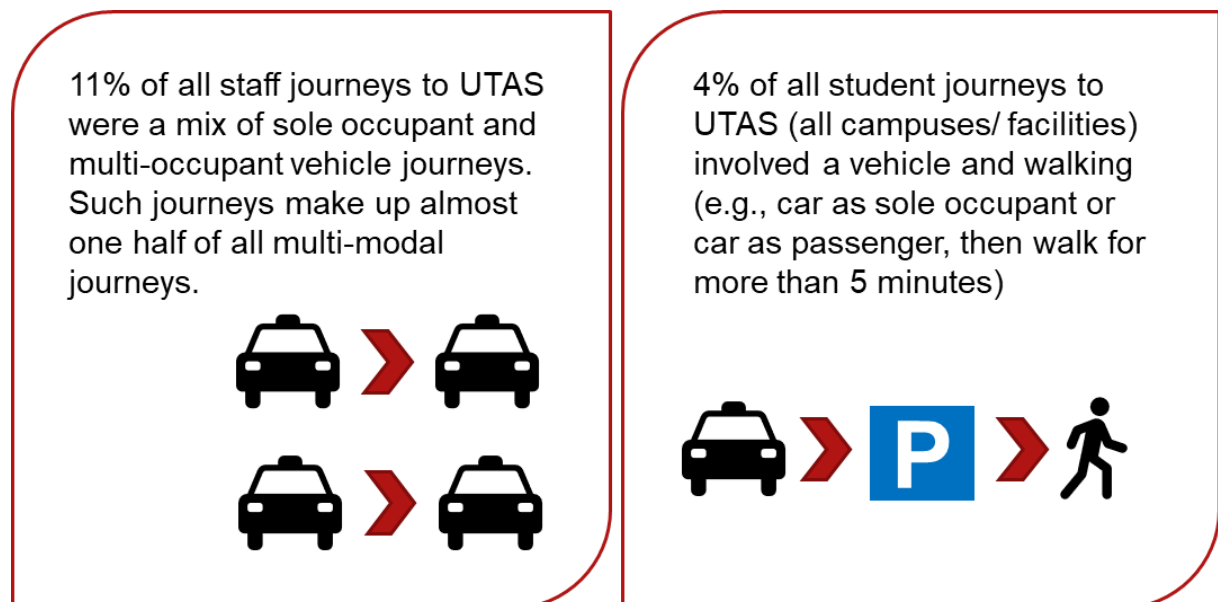 11% of all staff journeys to UTAS
were a mix of sole occupant and
multi-occupant vehicle journeys.
Such journeys make up almost
one half of all multi-modal
journeys.
4% of all student journeys to
UTAS (all campuses/ facilities)
involved a vehicle and walking
(e.g., car as sole occupant or
car as passenger, then walk for
more than 5 minutes)
P